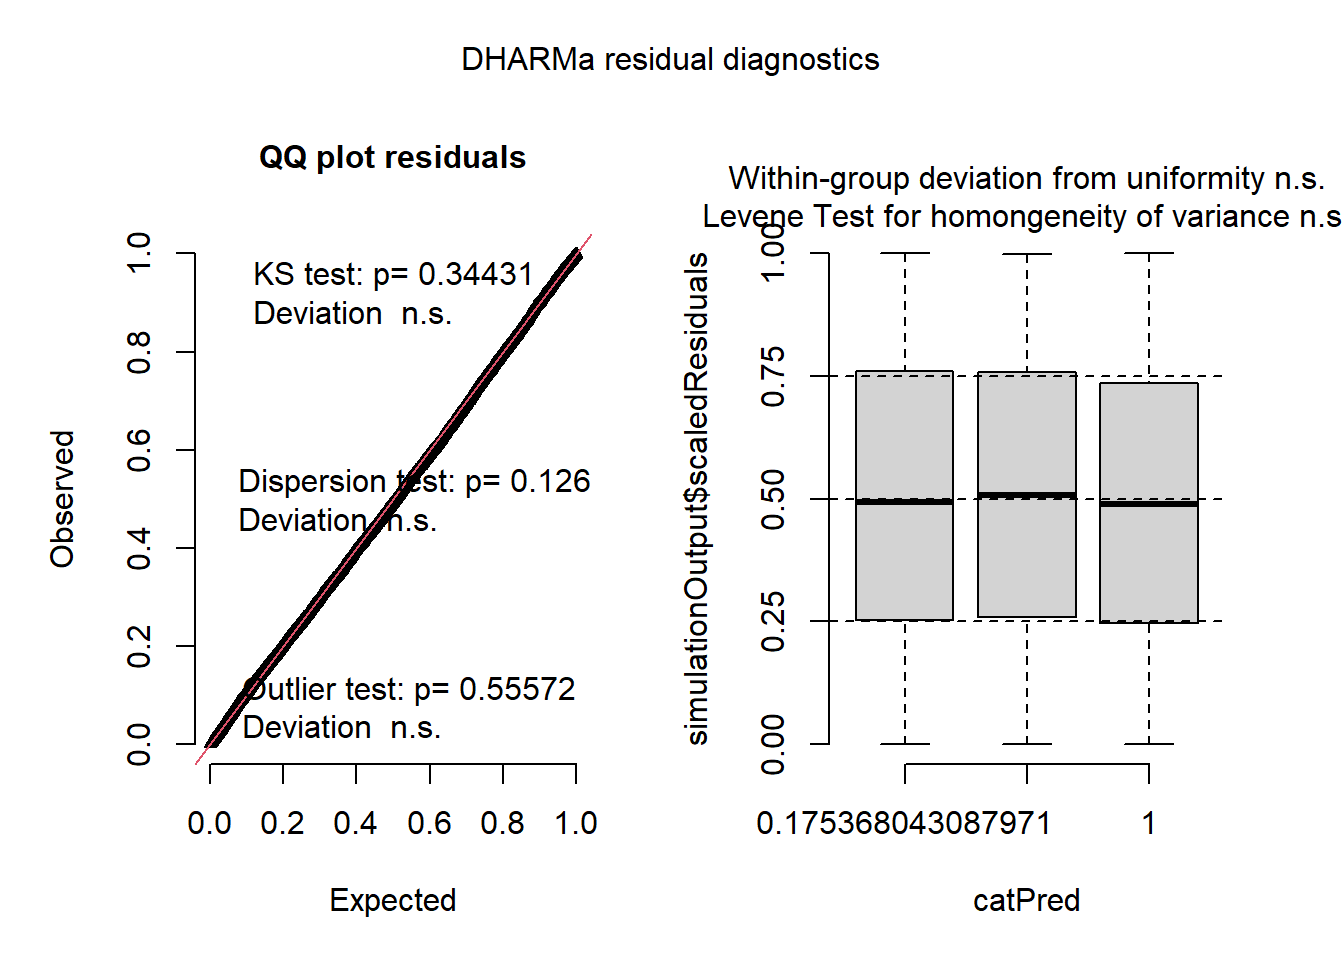 DHARMa residual diagnostics
QQ plot residuals
KS test: p= 0.34431
Deviation  n.s.
Dispersion test: p= 0.126
Deviation  n.s.
Outlier test: p= 0.55572
Deviation  n.s.
Observed
0.0 0.2 0.4 0.6 0.8 1.0
0.0 0.2 0.4 0.6 0.8 1.0
Expected
Within-group deviation from uniformity n.s.
Levene Test for homongeneity of variance n.s
simulationOutput$scaledResiduals
0.00 0.25 0.50 0.75 1.00
0.175368043087971 1
catPred